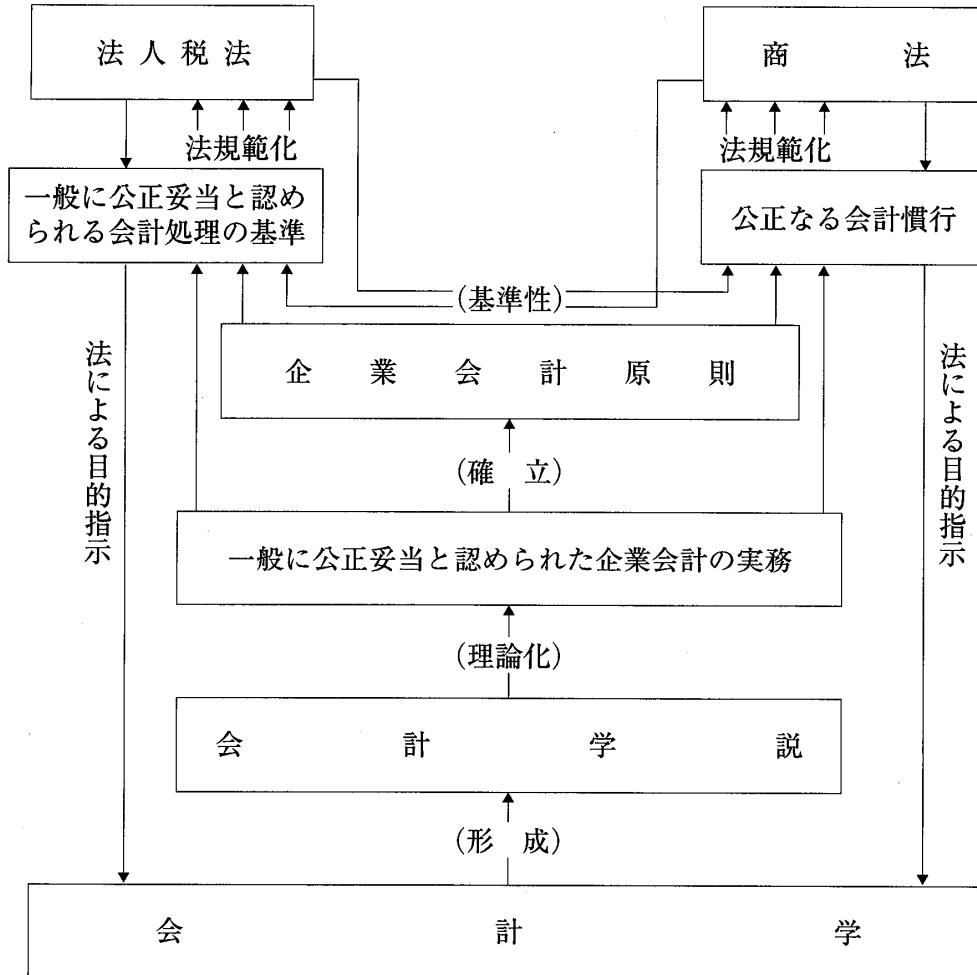 法人税法
商法
法規範化
法規範化
一般に公正妥当と認め
られる会計処理の基準
公正なる会計慣行
(基準性)
企業会計原則
法による目的指示
法による目的指示
(確立)
一般に公正妥当と認められた企業会計の実務
(理論化)
会計学説
(形成)
会計学